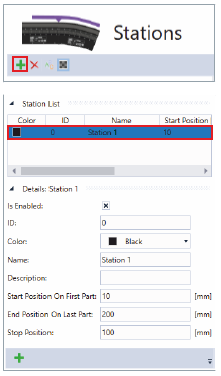 Stations
Station List
Color ID Name Start Position
0 Station 1 10
Details: 'Station 1
Is Enabled:
ID: 0
Color: Black
Name: Station 1
Description:
Start Position On First Part: 10 [mm]
End Position On Last Part: 200 [mm]
Stop Position: 100 [mm]